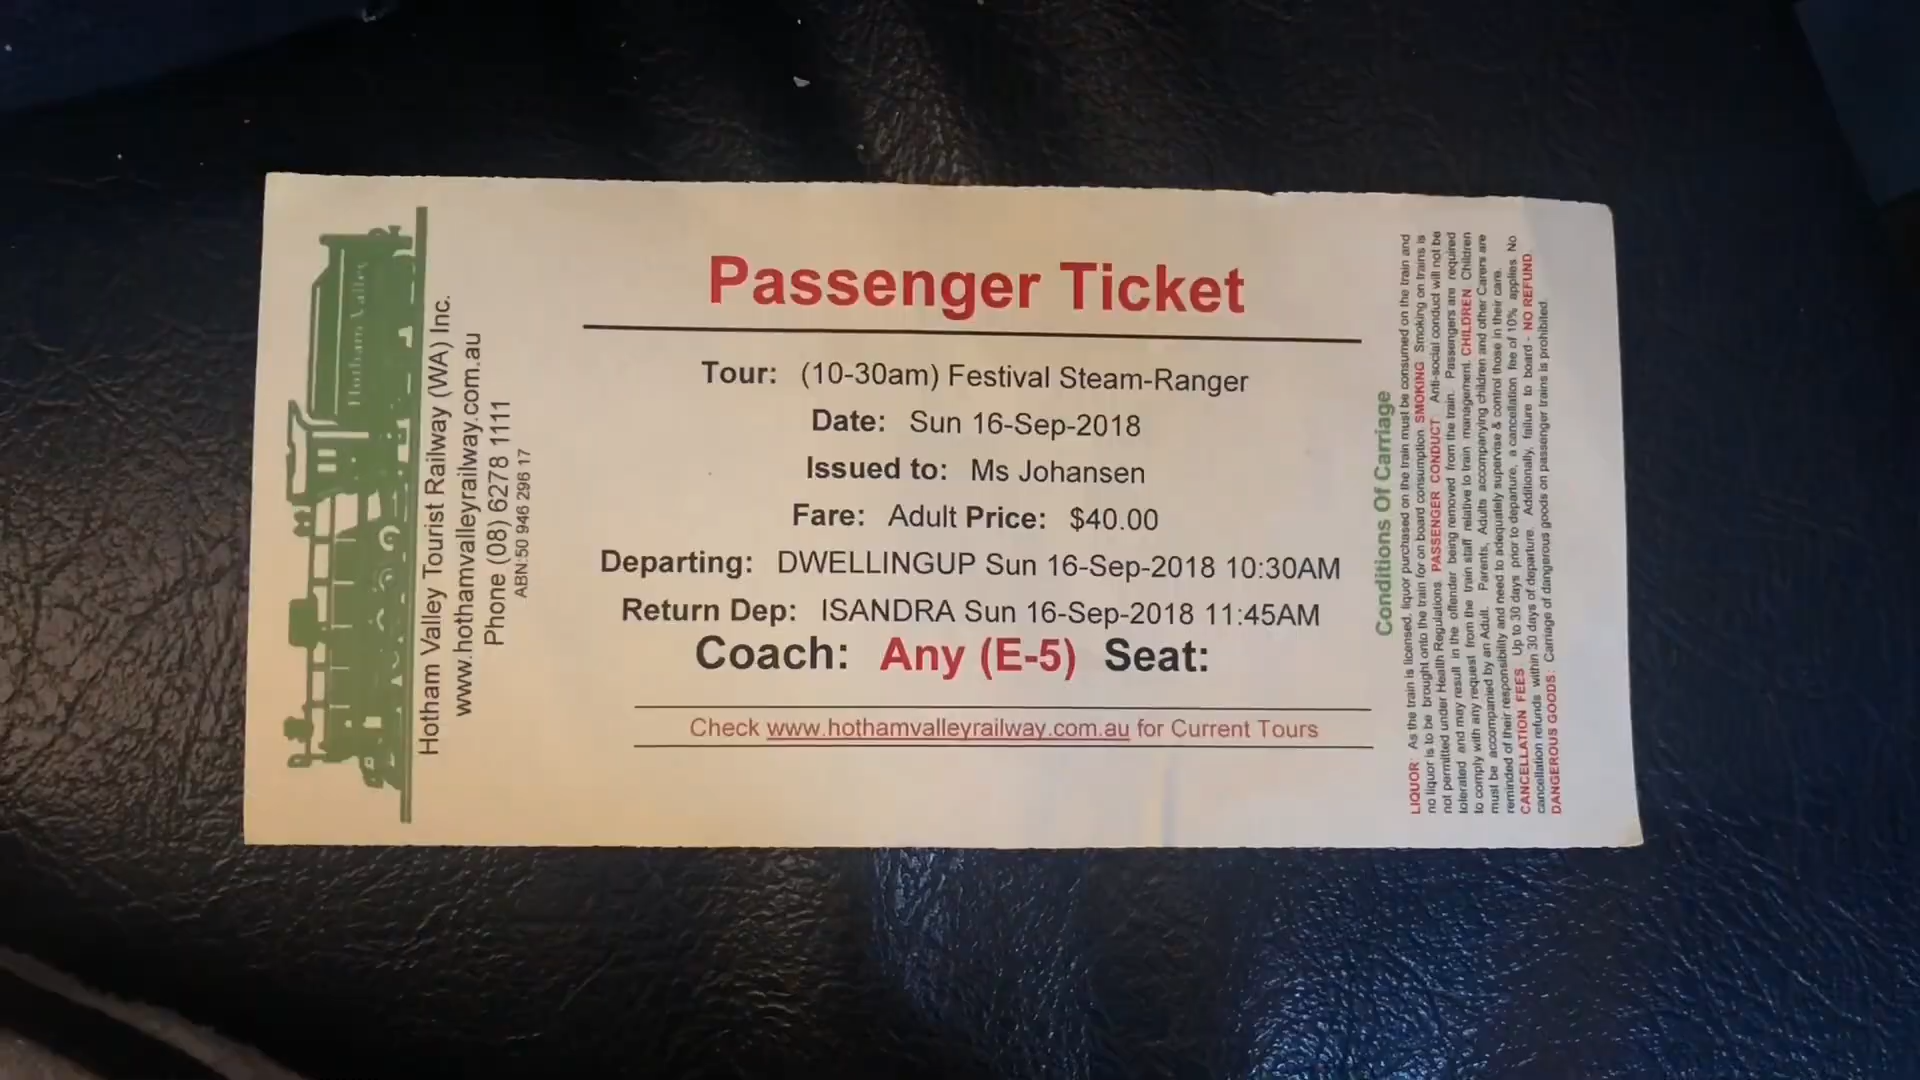 Hotham Valley
Hotham Valley Tourist Railway (WA) Inc.
www.hothamvalleyrailway.com.au
Phone (08) 6278 1111
ABN:50 946 296 17
Passenger Ticket
Tour: (10-30am) Festival Steam-Ranger
Date: Sun 16-Sep-2018
Issued to: Ms Johansen
Fare: Adult Price: $40.00
Departing: DWELLINGUP Sun 16-Sep-2018 10:30AM
Return Dep: ISANDRA Sun 16-Sep-2018 11:45AM
Coach: Any (E-5) Seat:
Check www.hothamvalleyrailway.com.au for Current Tours
Conditions Of Carriage
LIQUOR: As the train is licensed, liquor purchased on the train must be consumed on the train and
no liquor is to be brought onto the train for on board consumption. SMOKING Smoking on trains is
not permitted under Health Regulations. PASSENGER CONDUCT: Anti-social conduct will not be
tolerated and may result in the offender being removed from the train. Passengers are required
to comply with any request from the train staff relative to train management. CHILDREN Children
must be accompanied by an Adult. Parents, Adults accompanying children and other Carers are
reminded of their responsibility and need to adequately supervise & control those in their care.
CANCELLATION FEES Up to 30 days prior to departure, a cancellation fee of 10% applies. No
cancellation refunds within 30 days of departure. Additionally, failure to board - NO REFUND.
DANGEROUS GOODS: Carriage of dangerous goods on passenger trains is prohibited.